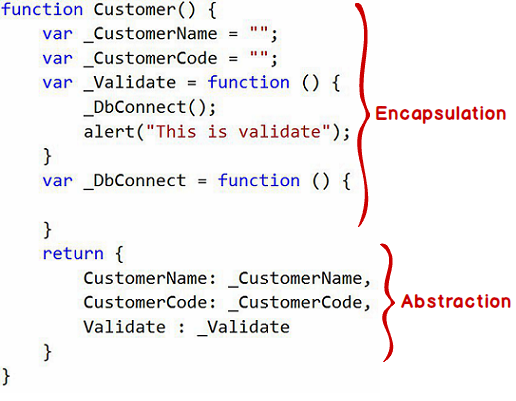 function Customer() {
    var _CustomerName = "";
    var _CustomerCode = "";
    var _Validate = function () {
        _DbConnect();
        alert("This is validate");
    }
    var _DbConnect = function () {

    }
    return {
        CustomerName: _CustomerName,
        CustomerCode: _CustomerCode,
        Validate : _Validate
    }
}
Encapsulation
Abstraction